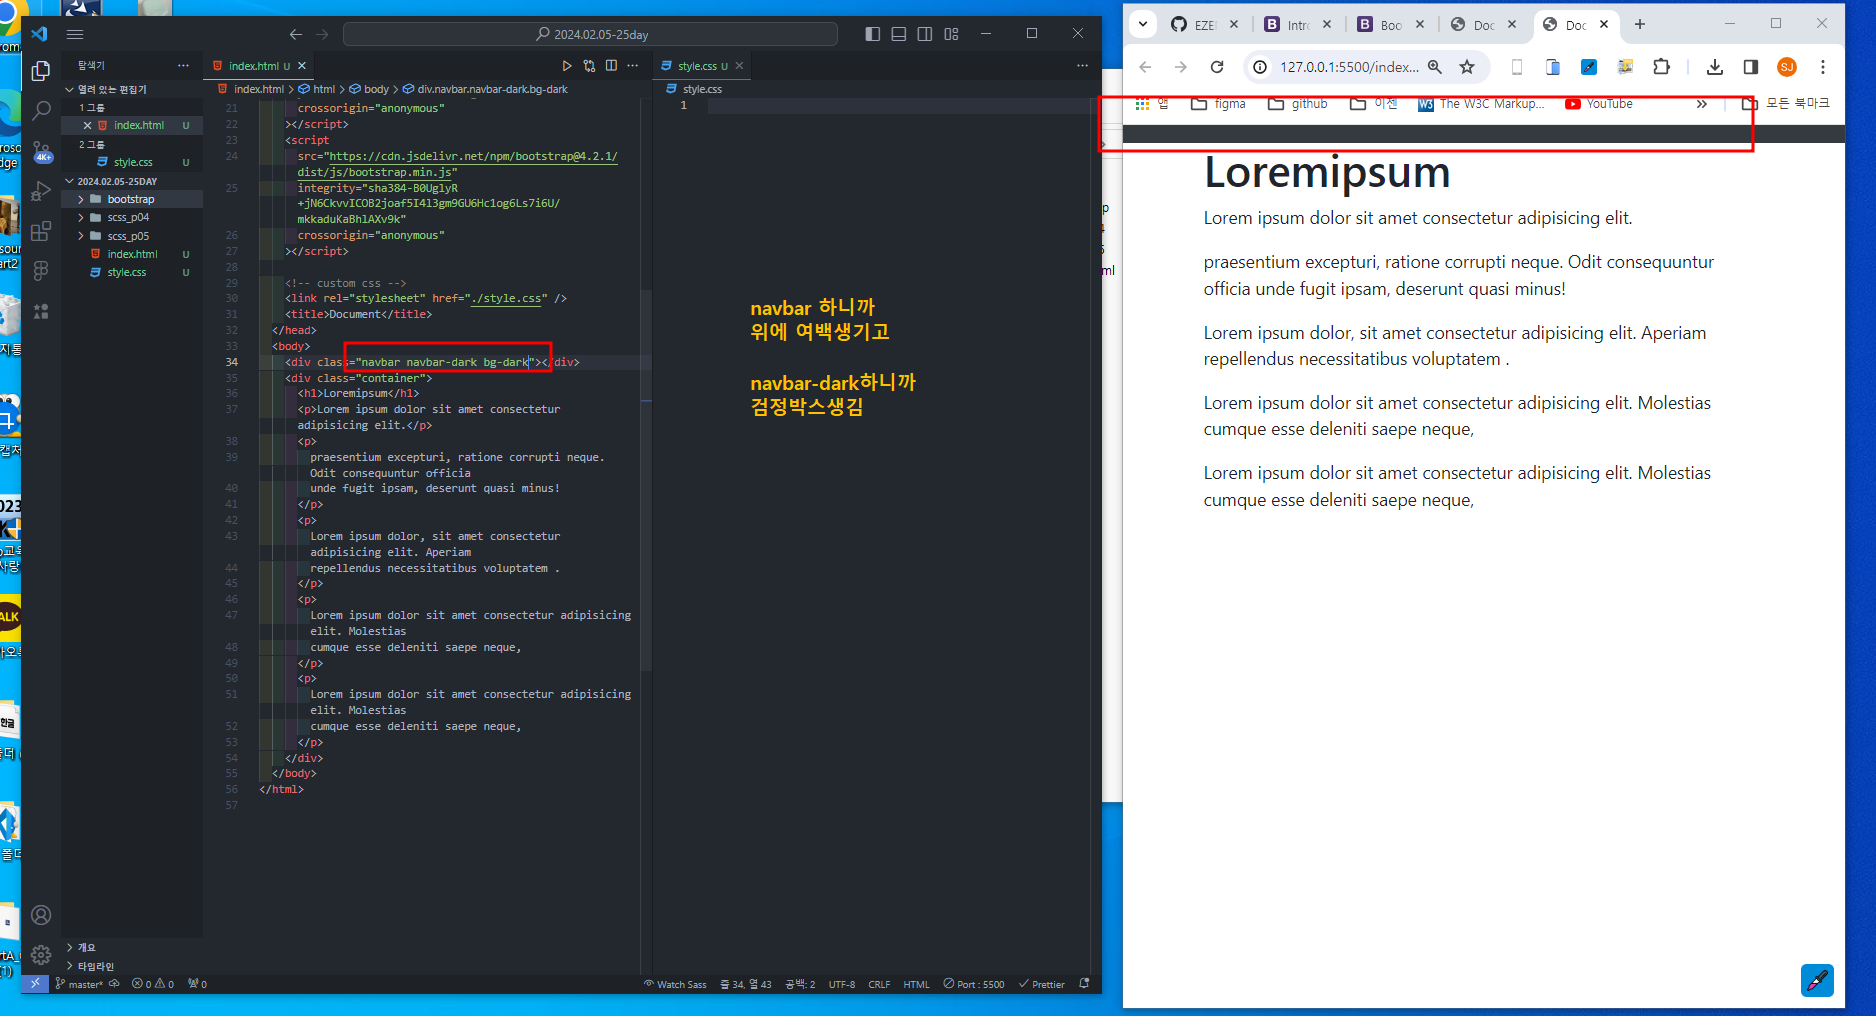 2024.02.05-25day
탐색기
열려 있는 편집기
1 그룹
index.html U
2 그룹
style.css U
2024.02.05-25DAY
bootstrap
scss_p04
scss_p05
index.html U
style.css U
개요
타임라인
index.html U
index.html > html > body > div.navbar.navbar-dark.bg-dark
21 crossorigin="anonymous"
22 ></script>
23 <script
24 src="https://cdn.jsdelivr.net/npm/bootstrap@4.2.1/
dist/js/bootstrap.min.js"
25 integrity="sha384-B0UglyR
+jN6CkvvICOB2joaf5I4l3gm9GU6Hc1og6Ls7i6U/
mkkaduKaBhlAXv9k"
26 crossorigin="anonymous"
27 ></script>
28
29 <!-- custom css -->
30 <link rel="stylesheet" href="./style.css" />
31 <title>Document</title>
32 </head>
33 <body>
34 <div class="navbar navbar-dark bg-dark"></div>
35 <div class="container">
36 <h1>Loremipsum</h1>
37 <p>Lorem ipsum dolor sit amet consectetur
adipisicing elit.</p>
38 <p>
39 praesentium excepturi, ratione corrupti neque.
Odit consequuntur officia
40 unde fugit ipsam, deserunt quasi minus!
41 </p>
42 <p>
43 Lorem ipsum dolor, sit amet consectetur
adipisicing elit. Aperiam
44 repellendus necessitatibus voluptatem .
45 </p>
46 <p>
47 Lorem ipsum dolor sit amet consectetur adipisicing
elit. Molestias
48 cumque esse deleniti saepe neque,
49 </p>
50 <p>
51 Lorem ipsum dolor sit amet consectetur adipisicing
elit. Molestias
52 cumque esse deleniti saepe neque,
53 </p>
54 </div>
55 </body>
56 </html>
57
style.css U
style.css
1
navbar 하니까
위에 여백생기고
navbar-dark하니까
검정박스생김
4K+
master* 0 0 0
Watch Sass 줄 34, 열 43 공백: 2 UTF-8 CRLF HTML Port : 5500 Prettier
EZE Intr Boo Doc Doc
127.0.0.1:5500/index...
SJ
앱 figma github 이젠 The W3C Markup... YouTube » 모든 북마크
Loremipsum
Lorem ipsum dolor sit amet consectetur adipisicing elit.
praesentium excepturi, ratione corrupti neque. Odit consequuntur
officia unde fugit ipsam, deserunt quasi minus!
Lorem ipsum dolor, sit amet consectetur adipisicing elit. Aperiam
repellendus necessitatibus voluptatem .
Lorem ipsum dolor sit amet consectetur adipisicing elit. Molestias
cumque esse deleniti saepe neque,
Lorem ipsum dolor sit amet consectetur adipisicing elit. Molestias
cumque esse deleniti saepe neque,